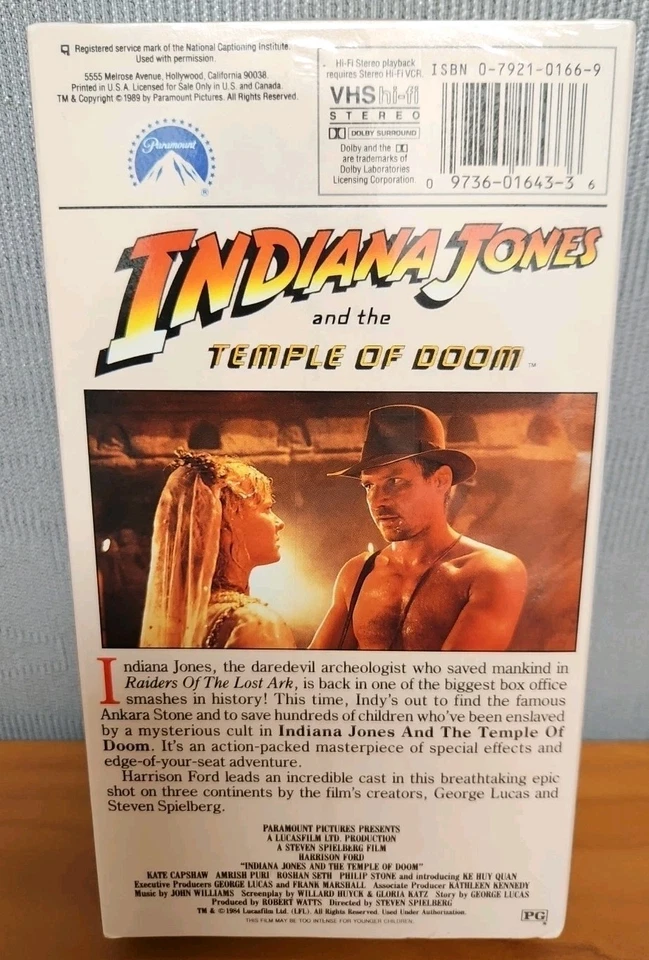 Registered service mark of the National Captioning Institute.
Used with permission.
5555 Melrose Avenue, Hollywood, California 90038.
Printed in U.S.A. Licensed for Sale Only in U.S. and Canada.
TM & Copyright © 1989 by Paramount Pictures. All Rights Reserved.
Paramount
®
Hi-Fi Stereo playback
requires Stereo Hi-Fi VCR
VHS hi-fi
STEREO
DOLBY SURROUND
Dolby and the
are trademarks of
Dolby Laboratories
Licensing Corporation.
ISBN 0-7921-0166-9
0 9736-01643-3 6
INDIANA JONES
and the
TEMPLE OF DOOM ™
Indiana Jones, the daredevil archeologist who saved mankind in
Raiders Of The Lost Ark, is back in one of the biggest box office
smashes in history! This time, Indy's out to find the famous
Ankara Stone and to save hundreds of children who've been enslaved
by a mysterious cult in Indiana Jones And The Temple Of
Doom. It's an action-packed masterpiece of special effects and
edge-of-your-seat adventure.
Harrison Ford leads an incredible cast in this breathtaking epic
shot on three continents by the film's creators, George Lucas and
Steven Spielberg.
PARAMOUNT PICTURES PRESENTS
A LUCASFILM LTD. PRODUCTION
A STEVEN SPIELBERG FILM
HARRISON FORD
"INDIANA JONES AND THE TEMPLE OF DOOM"
KATE CAPSHAW AMRISH PURI ROSHAN SETH PHILIP STONE and introducing KE HUY QUAN
Executive Producers GEORGE LUCAS and FRANK MARSHALL Associate Producer KATHLEEN KENNEDY
Music by JOHN WILLIAMS Screenplay by WILLARD HUYCK & GLORIA KATZ Story by GEORGE LUCAS
Produced by ROBERT WATTS Directed by STEVEN SPIELBERG
TM & © 1984 Lucasfilm Ltd. (LFL). All Rights Reserved. Used Under Authorization.
THIS FILM MAY BE TOO INTENSE FOR YOUNGER CHILDREN.
PG